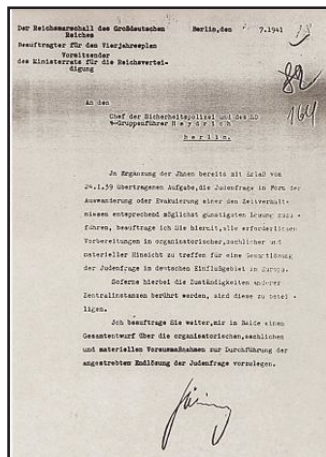 Der Reichsmarschall des Großdeutschen Berlin, den 7.1941
Reiches
Beauftragter für den Vierjahresplan
Vorsitzender
des Ministerrats für die Reichsvertei-
digung
82
164
An den
Chef der Sicherheitspolizei und des SD
Gruppenführer H e y d r i c h
B e r l i n.
In Ergänzung der Ihnen bereits mit Erlaß vom
24.1.39 übertragenen Aufgabe, die Judenfrage in Form der
Auswanderung oder Evakuierung einer den Zeitverhält-
nissen entsprechend möglichst günstigsten Lösung zuzu-
führen, beauftrage ich Sie hiermit, alle erforderlichen
Vorbereitungen in organisatorischer, sachlicher und
materieller Hinsicht zu treffen für eine Gesamtlösung
der Judenfrage im deutschen Einflußgebiet in Europa.
Soferne hierbei die Zuständigkeiten anderer
Zentralinstanzen berührt werden, sind diese zu betei-
ligen.
Ich beauftrage Sie weiter, mir in Bälde einen
Gesamtentwurf über die organisatorischen, sachlichen
und materiellen Vorausmaßnahmen zur Durchführung der
angestrebten Endlösung der Judenfrage vorzulegen.